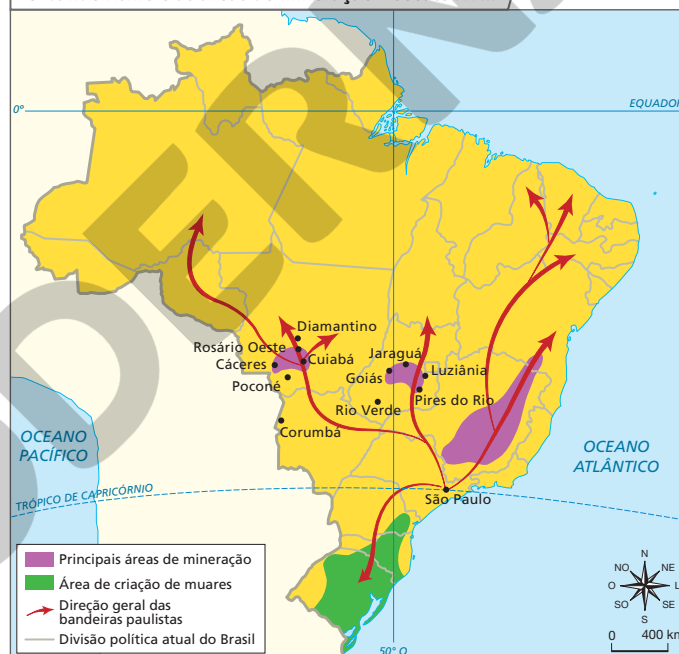 0°
EQUADOR
Diamantino
Rosário Oeste
Cuiabá
Cáceres
Poconé
Jaraguá
Goiás
Luziânia
Pires do Rio
Rio Verde
Corumbá
OCEANO
PACÍFICO
OCEANO
ATLÂNTICO
TRÓPICO DE CAPRICÓRNIO
São Paulo
Principais áreas de mineração
Área de criação de muares
Direção geral das
bandeiras paulistas
Divisão política atual do Brasil
N
NO
NE
O
L
SO
SE
S
0
400 km
50° O